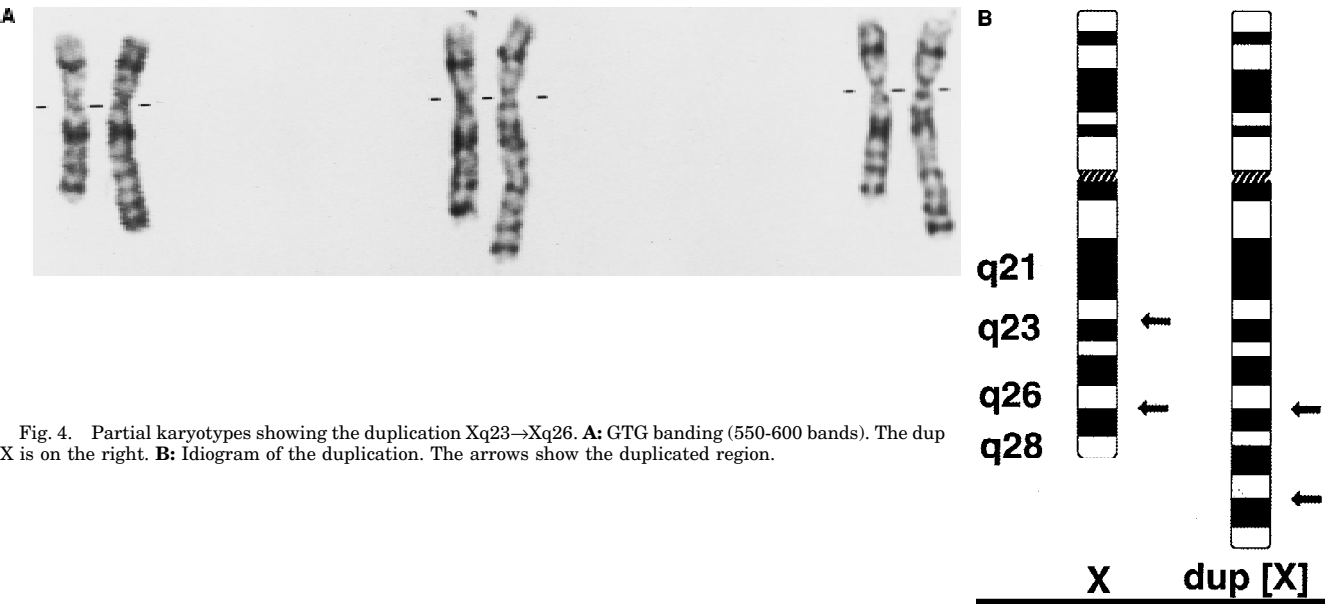 A
B
q21
q23
q26
q28
X
dup [X]
Fig. 4. Partial karyotypes showing the duplication Xq23→Xq26. A: GTG banding (550-600 bands). The dup
X is on the right. B: Idiogram of the duplication. The arrows show the duplicated region.